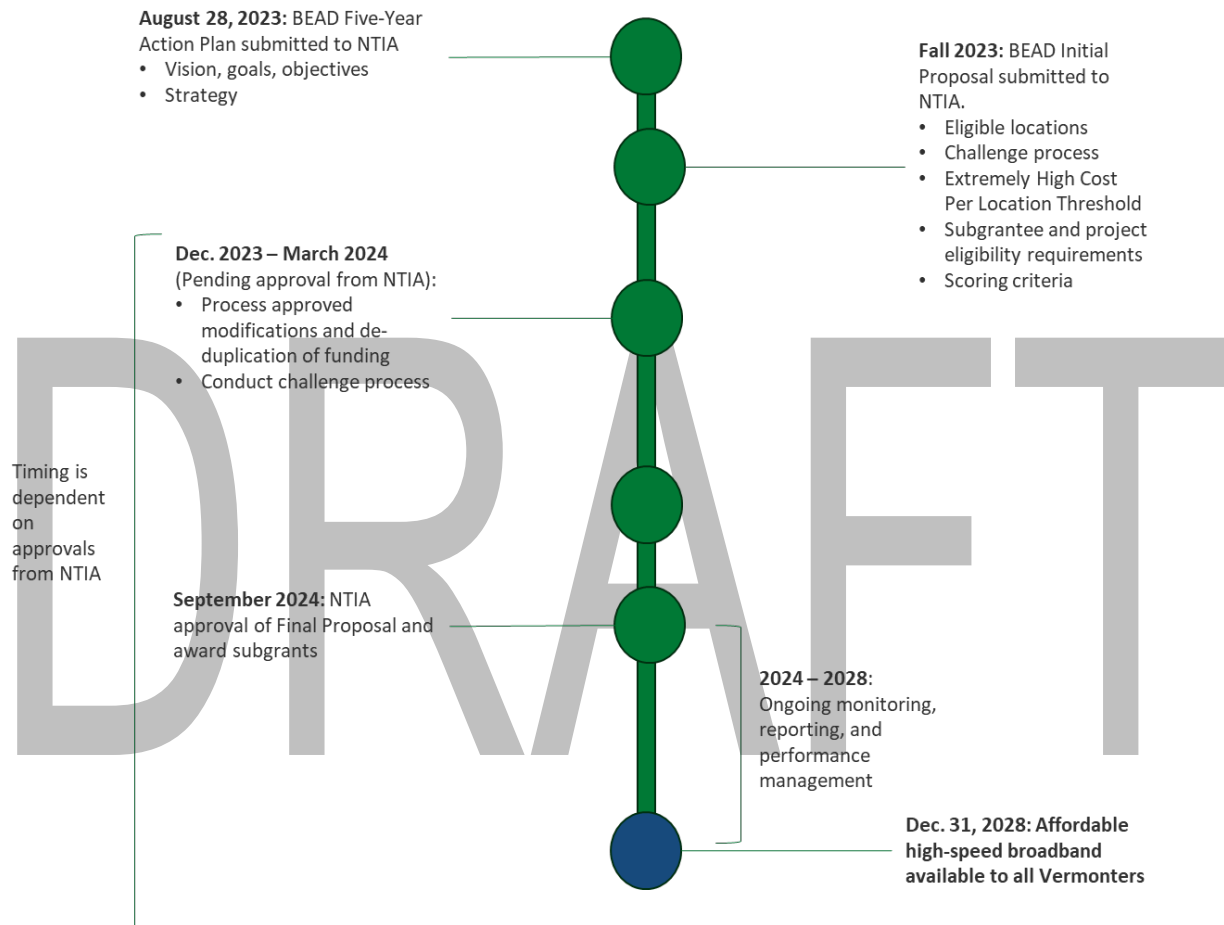 August 28, 2023: BEAD Five-Year
Action Plan submitted to NTIA
• Vision, goals, objectives
• Strategy
Fall 2023: BEAD Initial
Proposal submitted to
NTIA.
• Eligible locations
• Challenge process
• Extremely High Cost
Per Location Threshold
• Subgrantee and project
eligibility requirements
• Scoring criteria
Dec. 2023 – March 2024
(Pending approval from NTIA):
• Process approved
modifications and de-
duplication of funding
• Conduct challenge process
DRAFT
Timing is
dependent
on
approvals
from NTIA
September 2024: NTIA
approval of Final Proposal and
award subgrants
2024 – 2028:
Ongoing monitoring,
reporting, and
performance
management
Dec. 31, 2028: Affordable
high-speed broadband
available to all Vermonters